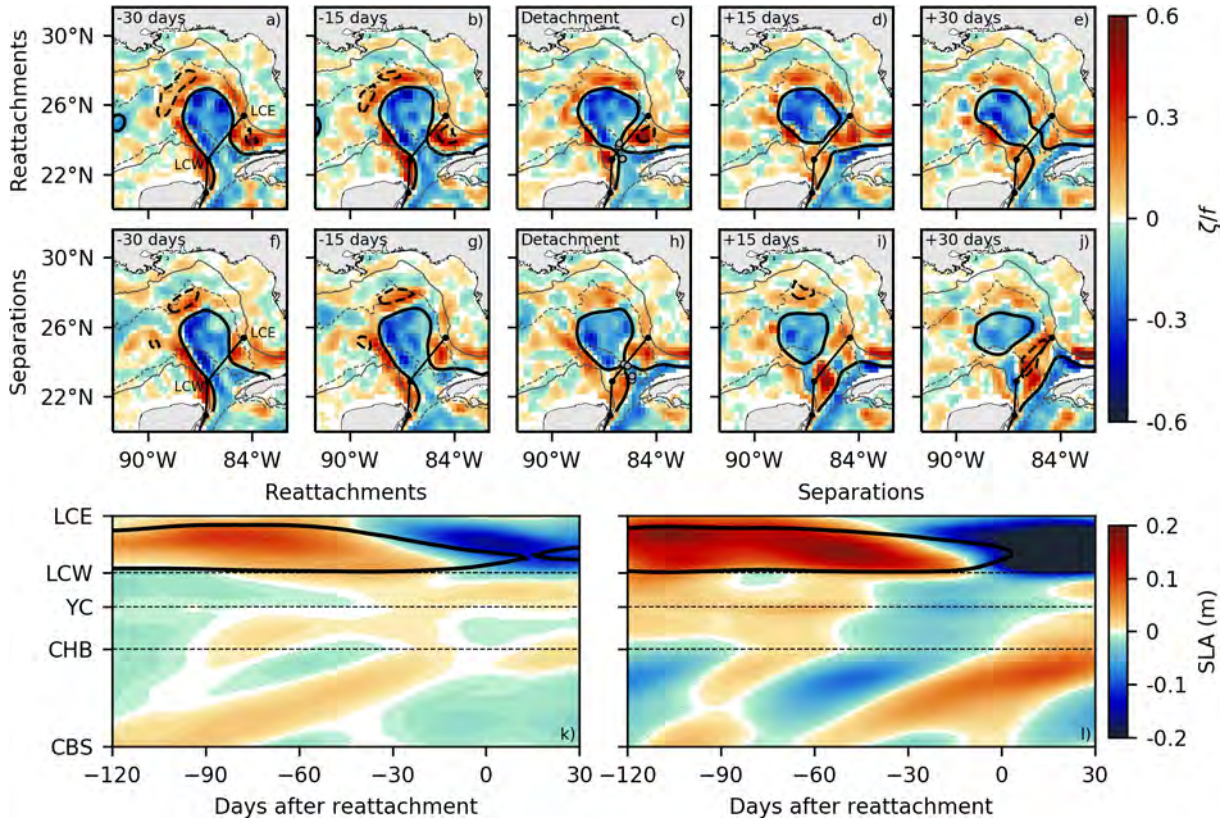 -30 days a) -15 days b) Detachment c) +15 days d) +30 days e)
30°N
26°N
22°N
Reattachments
LCE
LCW
0.6
0.3
0
-0.3
-0.6
ζ/f
-30 days f) -15 days g) Detachment h) +15 days i) +30 days j)
30°N
26°N
22°N
Separations
LCE
LCW
90°W 84°W 90°W 84°W 90°W 84°W 90°W 84°W 90°W 84°W
Reattachments Separations
LCE
LCW
YC
CHB
CBS
k) l)
0.2
0.1
0
-0.1
-0.2
SLA (m)
−120 −90 −60 −30 0 30 −120 −90 −60 −30 0 30
Days after reattachment Days after reattachment